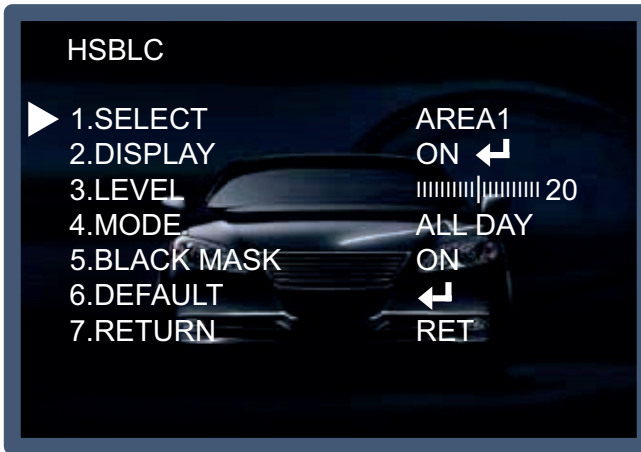 HSBLC
1.SELECT AREA1
2.DISPLAY ON ↵
3.LEVEL 20
4.MODE ALL DAY
5.BLACK MASK ON
6.DEFAULT ↵
7.RETURN RET